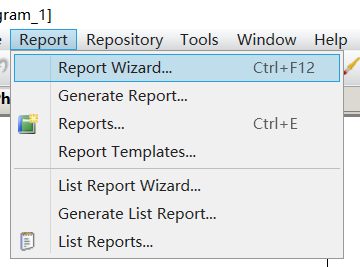 gram_1]
Report Repository Tools Window Help
Report Wizard... Ctrl+F12
Generate Report...
Ph
Reports... Ctrl+E
Report Templates...
List Report Wizard...
Generate List Report...
List Reports...